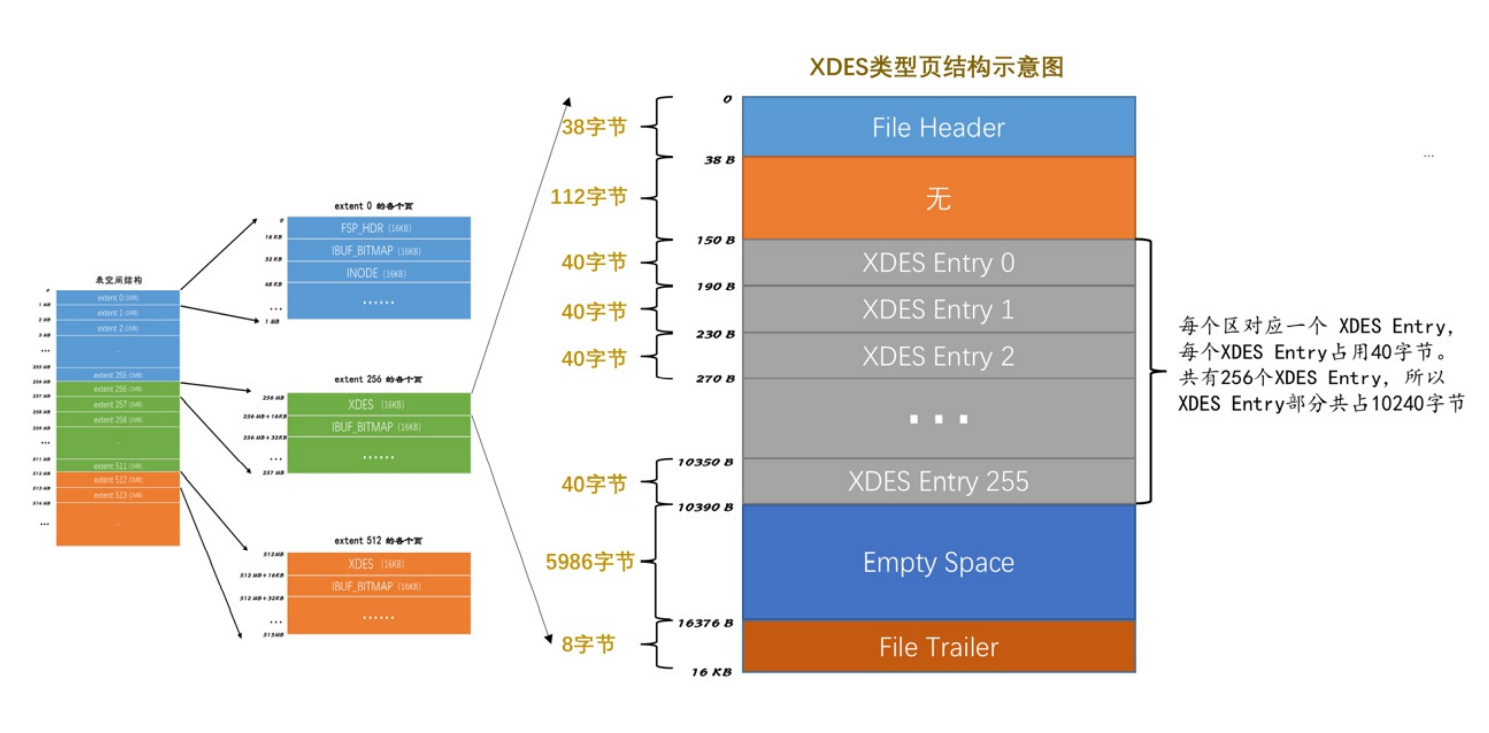 XDES类型页结构示意图
表空间结构
0
extent 0 (1MB)
1 MB
extent 1 (1MB)
2 MB
extent 2 (1MB)
3 MB
...
...
255 MB
extent 255 (1MB)
256 MB
extent 256 (1MB)
257 MB
extent 257 (1MB)
258 MB
extent 258 (1MB)
259 MB
...
...
511 MB
extent 511 (1MB)
512 MB
extent 512 (1MB)
513 MB
extent 513 (1MB)
514 MB
...
...
extent 0 的各个页
0
FSP_HDR (16KB)
16 KB
IBUF_BITMAP (16KB)
32 KB
INODE (16KB)
48 KB
......
...
1 MB
extent 256 的各个页
256 MB
XDES (16KB)
256 MB+16KB
IBUF_BITMAP (16KB)
256 MB+32KB
......
...
257 MB
extent 512 的各个页
512MB
XDES (16KB)
512 MB+16KB
IBUF_BITMAP (16KB)
512 MB+32KB
......
...
513MB
0
38字节
File Header
38 B
112字节
无
150 B
40字节
XDES Entry 0
190 B
40字节
XDES Entry 1
230 B
40字节
XDES Entry 2
270 B
...
10350 B
40字节
XDES Entry 255
10390 B
5986字节
Empty Space
16376 B
8字节
File Trailer
16 KB
每个区对应一个 XDES Entry,
每个XDES Entry占用40字节。
共有256个XDES Entry, 所以
XDES Entry部分共占10240字节
...